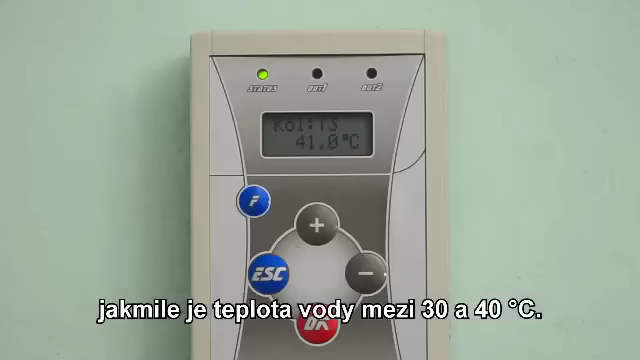 STATUS OUT1 OUT2
Kol:T3
41.0°C
F
+
ESC
-
OK
jakmile je teplota vody mezi 30 a 40 °C.